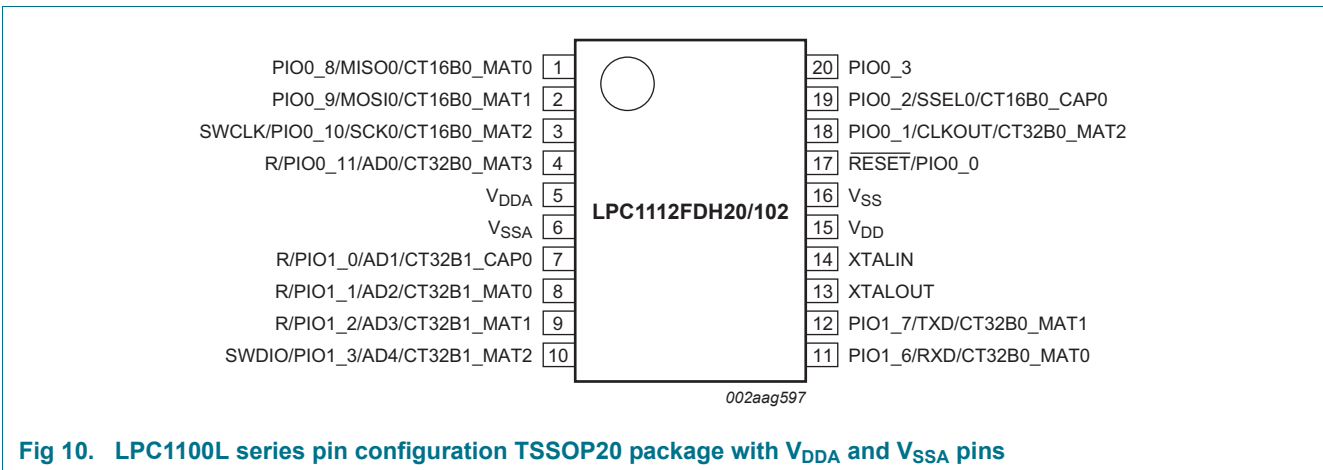 PIO0_8/MISO0/CT16B0_MAT0 1
PIO0_9/MOSI0/CT16B0_MAT1 2
SWCLK/PIO0_10/SCK0/CT16B0_MAT2 3
R/PIO0_11/AD0/CT32B0_MAT3 4
VDDA 5
VSSA 6
R/PIO1_0/AD1/CT32B1_CAP0 7
R/PIO1_1/AD2/CT32B1_MAT0 8
R/PIO1_2/AD3/CT32B1_MAT1 9
SWDIO/PIO1_3/AD4/CT32B1_MAT2 10
LPC1112FDH20/102
20 PIO0_3
19 PIO0_2/SSEL0/CT16B0_CAP0
18 PIO0_1/CLKOUT/CT32B0_MAT2
17 RESET/PIO0_0
16 VSS
15 VDD
14 XTALIN
13 XTALOUT
12 PIO1_7/TXD/CT32B0_MAT1
11 PIO1_6/RXD/CT32B0_MAT0
002aag597
Fig 10. LPC1100L series pin configuration TSSOP20 package with VDDA and VSSA pins